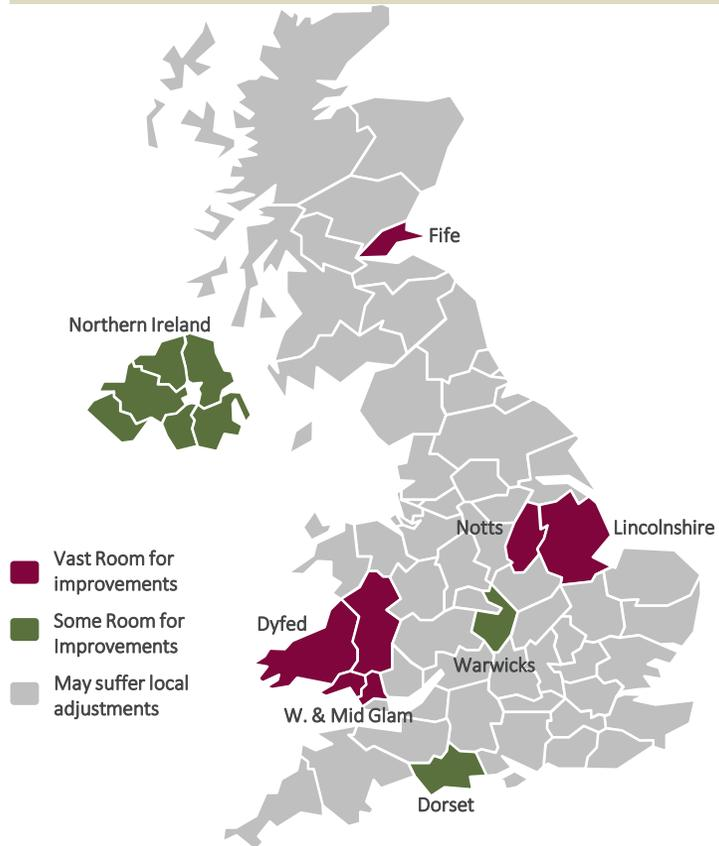 Fife
Northern Ireland
Notts
Lincolnshire
Vast Room for
improvements
Some Room for
Improvements
May suffer local
adjustments
Dyfed
Warwicks
W. & Mid Glam
Dorset